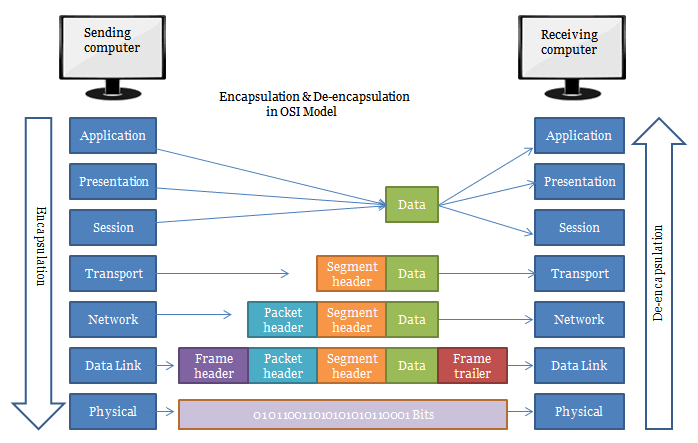 Sending
computer
Receiving
computer
Encapsulation & De-encapsulation
in OSI Model
Encapsulation
De-encapsulation
Application
Application
Presentation
Presentation
Data
Session
Session
Transport
Segment
header
Data
Transport
Network
Packet
header
Segment
header
Data
Network
Data Link
Frame
header
Packet
header
Segment
header
Data
Frame
trailer
Data Link
Physical
01011001101010101011​0001 Bits
Physical